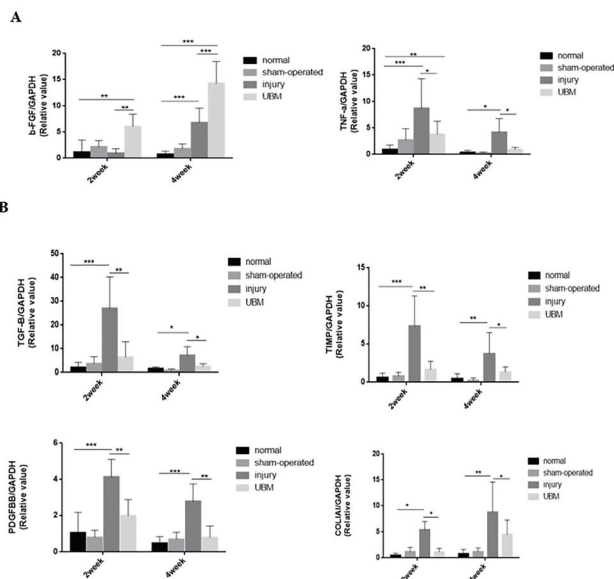 A
b-FGF/GAPDH
(Relative value)
20
15
10
5
0
***
***
**
***
**
2week
4week
normal
sham-operated
injury
UBM
TNF-a/GAPDH
(Relative value)
20
15
10
5
0
**
***
*
*
*
2week
4week
normal
sham-operated
injury
UBM
B
TGF-B/GAPDH
(Relative value)
50
40
30
20
10
0
***
**
*
*
2week
4week
normal
sham-operated
injury
UBM
TIMP/GAPDH
(Relative value)
15
10
5
0
***
**
**
*
2week
4week
normal
sham-operated
injury
UBM
PDGFBB/GAPDH
(Relative value)
6
4
2
0
***
**
***
**
2week
4week
normal
sham-operated
injury
UBM
COLIAI/GAPDH
(Relative value)
20
15
10
5
0
*
*
**
*
2week
4week
normal
sham-operated
injury
UBM